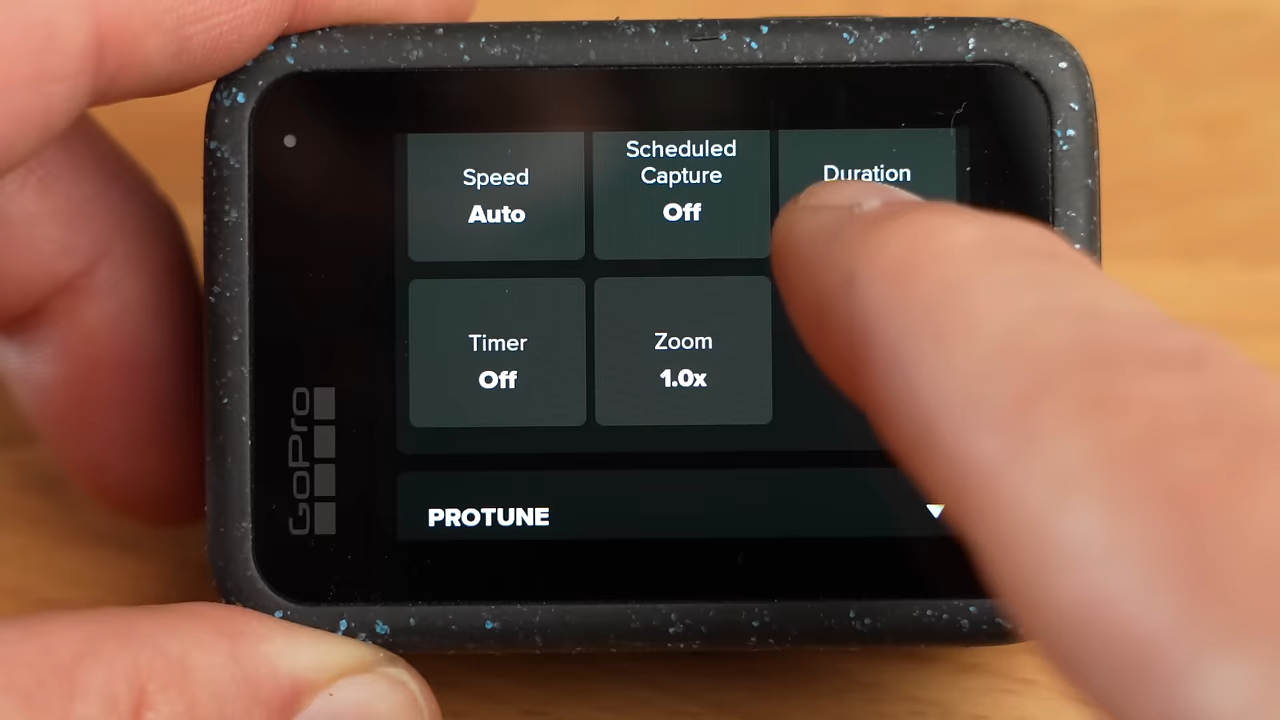 Speed
Auto
Scheduled
Capture
Off
Duration
Timer
Off
Zoom
1.0x
PROTUNE
GoPro